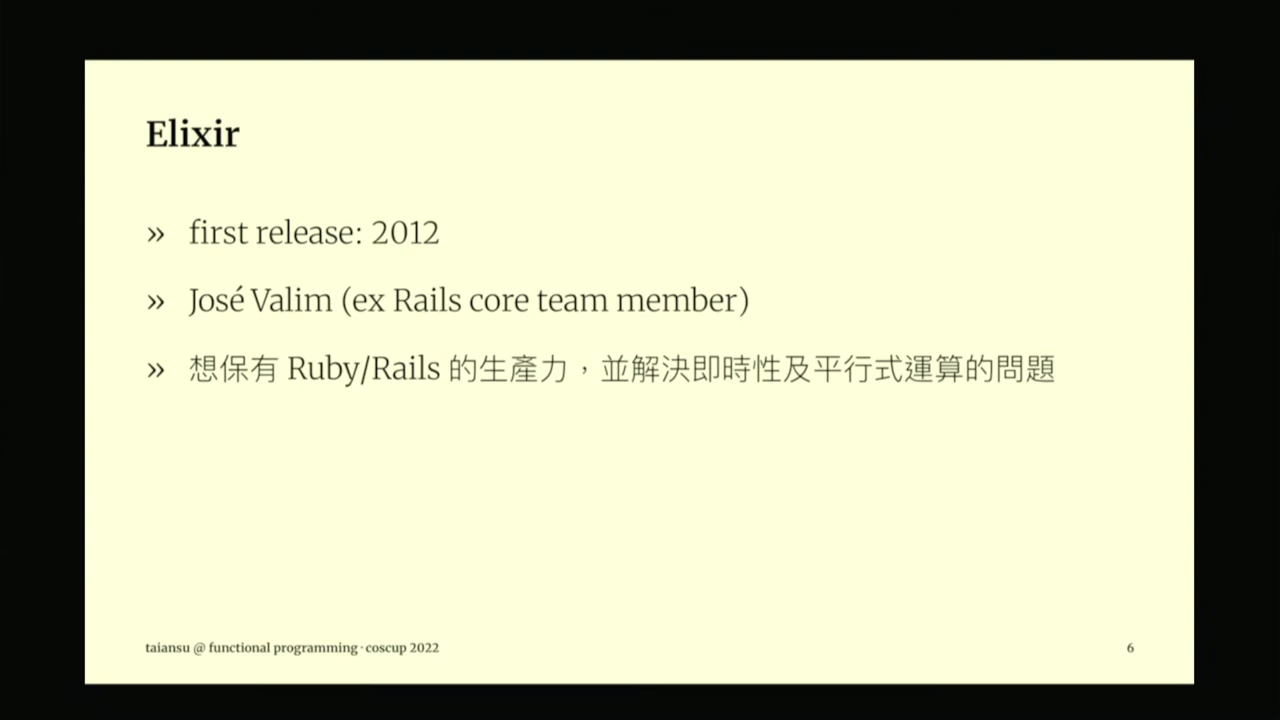 Elixir
» first release: 2012
» José Valim (ex Rails core team member)
» 想保有 Ruby/Rails 的生產力，並解決即時性及平行式運算的問題
taiansu @ functional programming · coscup 2022
6